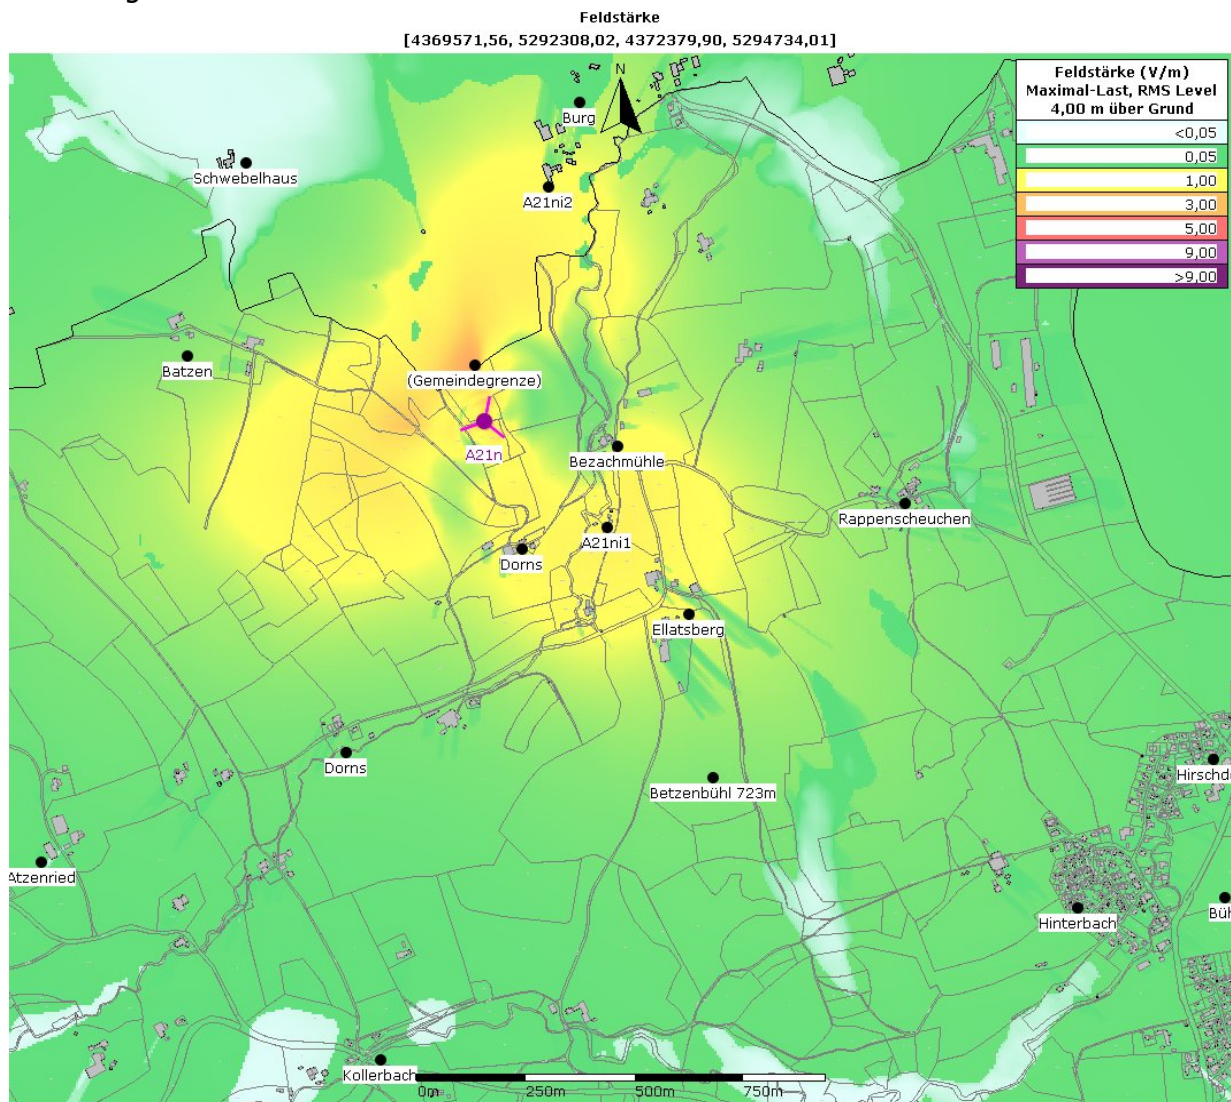 Feldstärke
[4369571,56, 5292308,02, 4372379,90, 5294734,01]
Feldstärke (V/m)
Maximal-Last, RMS Level
4,00 m über Grund
<0,05
0,05
1,00
3,00
5,00
9,00
>9,00
N
Burg
Schwebelhaus
A21ni2
Batzen
(Gemeindegrenze)
A21n
Bezachmühle
Rappenscheuchen
A21ni1
Dorns
Ellatsberg
Dorns
Betzenbühl 723m
Hirschd
Atzenried
Hinterbach
Büh
Kollerbach
0m
250m
500m
750m